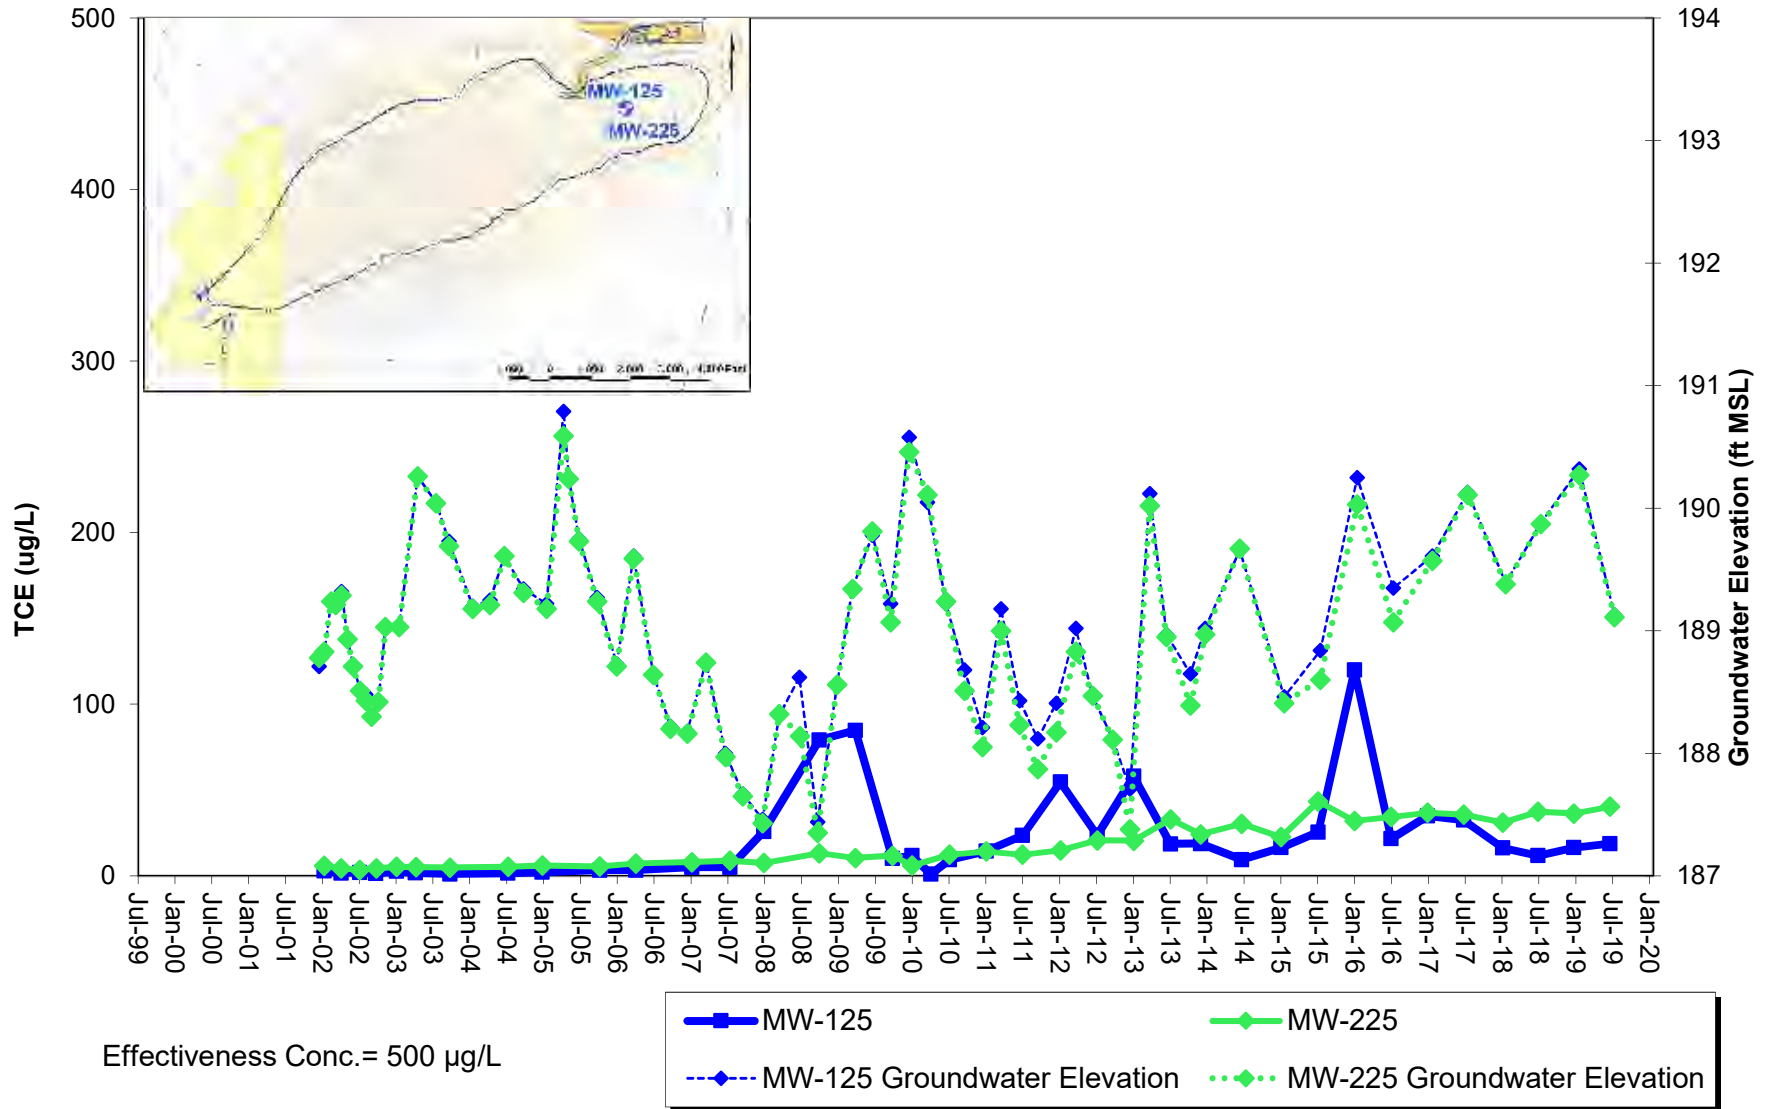 500
400
300
200
100
0
TCE (ug/L)
194
193
192
191
190
189
188
187
Groundwater Elevation (ft MSL)
MW-125
MW-225
Jul-99
Jan-00
Jul-00
Jan-01
Jul-01
Jan-02
Jul-02
Jan-03
Jul-03
Jan-04
Jul-04
Jan-05
Jul-05
Jan-06
Jul-06
Jan-07
Jul-07
Jan-08
Jul-08
Jan-09
Jul-09
Jan-10
Jul-10
Jan-11
Jul-11
Jan-12
Jul-12
Jan-13
Jul-13
Jan-14
Jul-14
Jan-15
Jul-15
Jan-16
Jul-16
Jan-17
Jul-17
Jan-18
Jul-18
Jan-19
Jul-19
Jan-20
MW-125
MW-225
MW-125 Groundwater Elevation
MW-225 Groundwater Elevation
Effectiveness Conc.= 500 µg/L